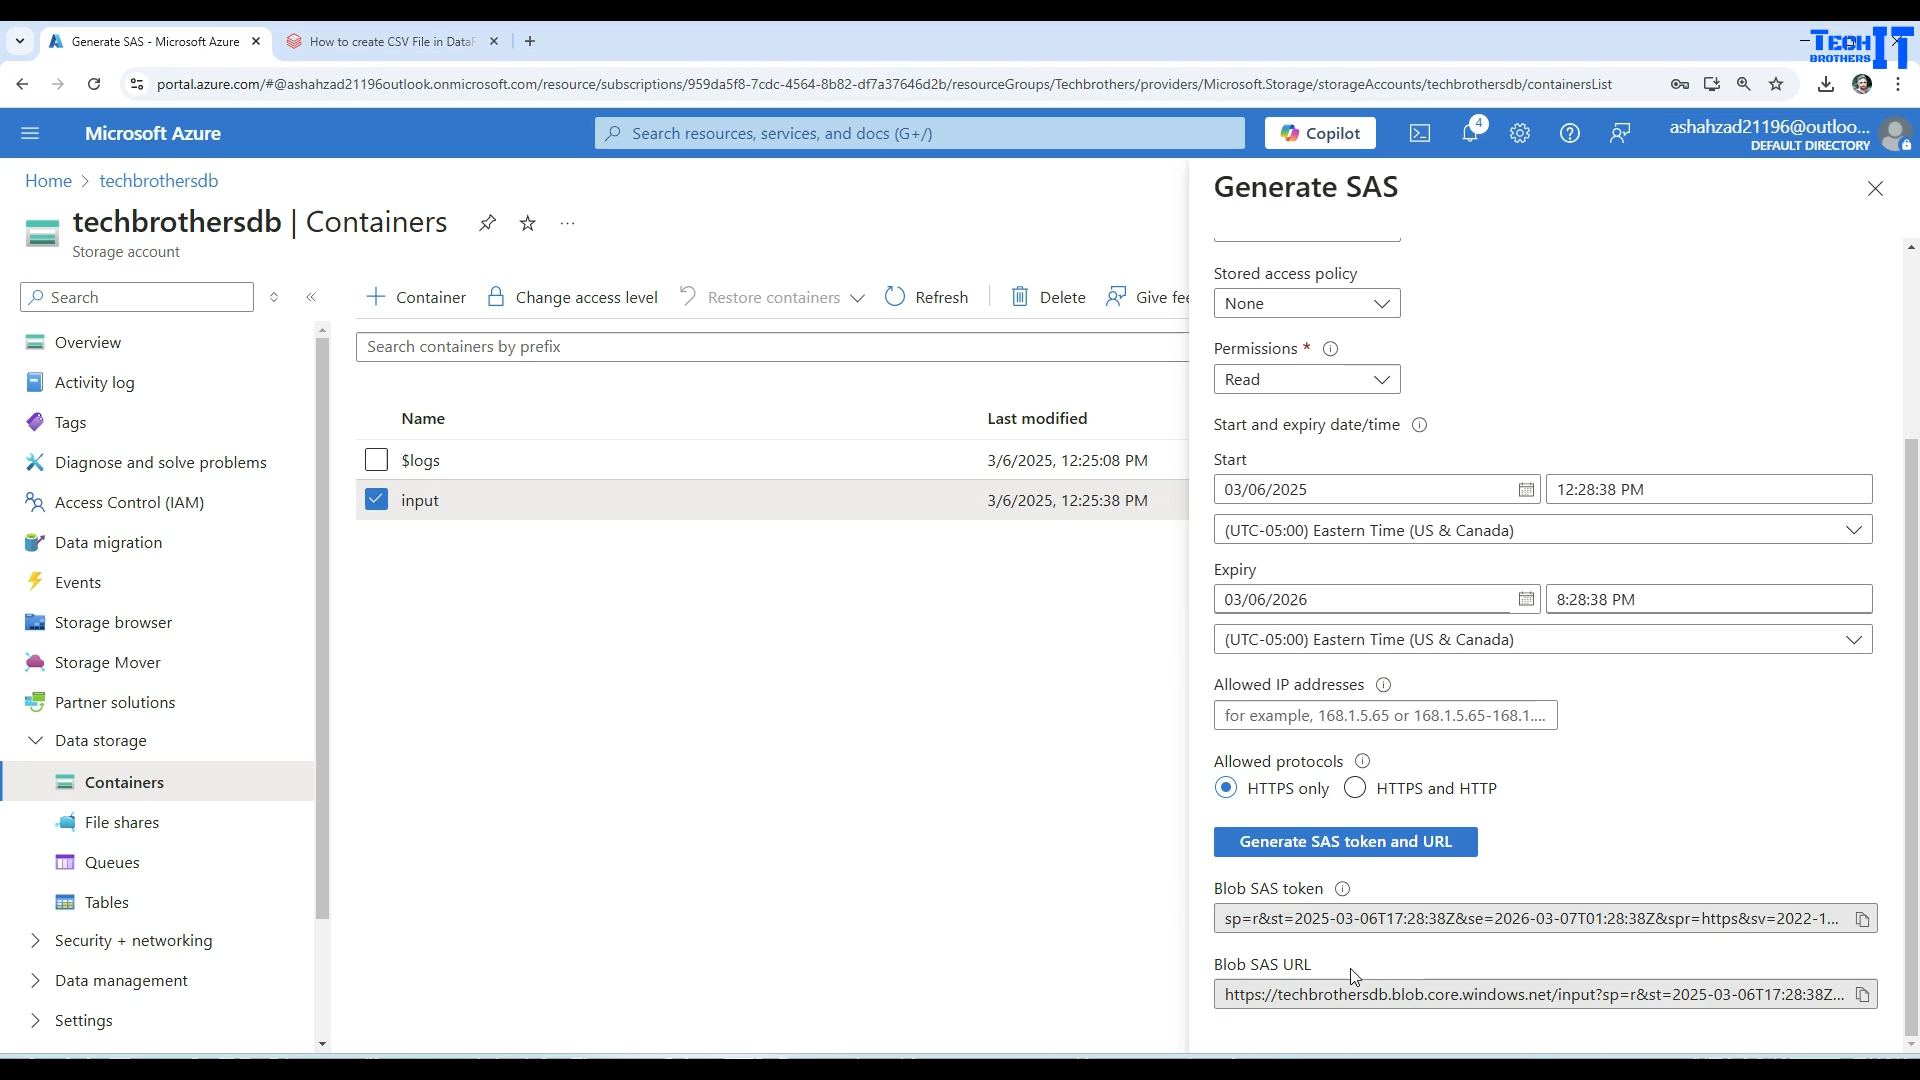 Generate SAS - Microsoft Azure
How to create CSV File in DataF
TECH IT
BROTHERS
portal.azure.com/#@ashahzad21196outlook.onmicrosoft.com/resource/subscriptions/959da5f8-7cdc-4564-8b82-df7a37646d2b/resourceGroups/Techbrothers/providers/Microsoft.Storage/storageAccounts/techbrothersdb/containersList
Microsoft Azure
Search resources, services, and docs (G+/)
Copilot
4
ashahzad21196@outloo...
DEFAULT DIRECTORY
Home > techbrothersdb
techbrothersdb | Containers
Storage account
Search
Overview
Activity log
Tags
Diagnose and solve problems
Access Control (IAM)
Data migration
Events
Storage browser
Storage Mover
Partner solutions
Data storage
Containers
File shares
Queues
Tables
Security + networking
Data management
Settings
Container
Change access level
Restore containers
Refresh
Delete
Give fee
Search containers by prefix
Name
Last modified
$logs
3/6/2025, 12:25:08 PM
input
3/6/2025, 12:25:38 PM
Generate SAS
Stored access policy
None
Permissions *
Read
Start and expiry date/time
Start
03/06/2025
12:28:38 PM
(UTC-05:00) Eastern Time (US & Canada)
Expiry
03/06/2026
8:28:38 PM
(UTC-05:00) Eastern Time (US & Canada)
Allowed IP addresses
for example, 168.1.5.65 or 168.1.5.65-168.1....
Allowed protocols
HTTPS only
HTTPS and HTTP
Generate SAS token and URL
Blob SAS token
sp=r&st=2025-03-06T17:28:38Z&se=2026-03-07T01:28:38Z&spr=https&sv=2022-1...
Blob SAS URL
https://techbrothersdb.blob.core.windows.net/input?sp=r&st=2025-03-06T17:28:38Z...